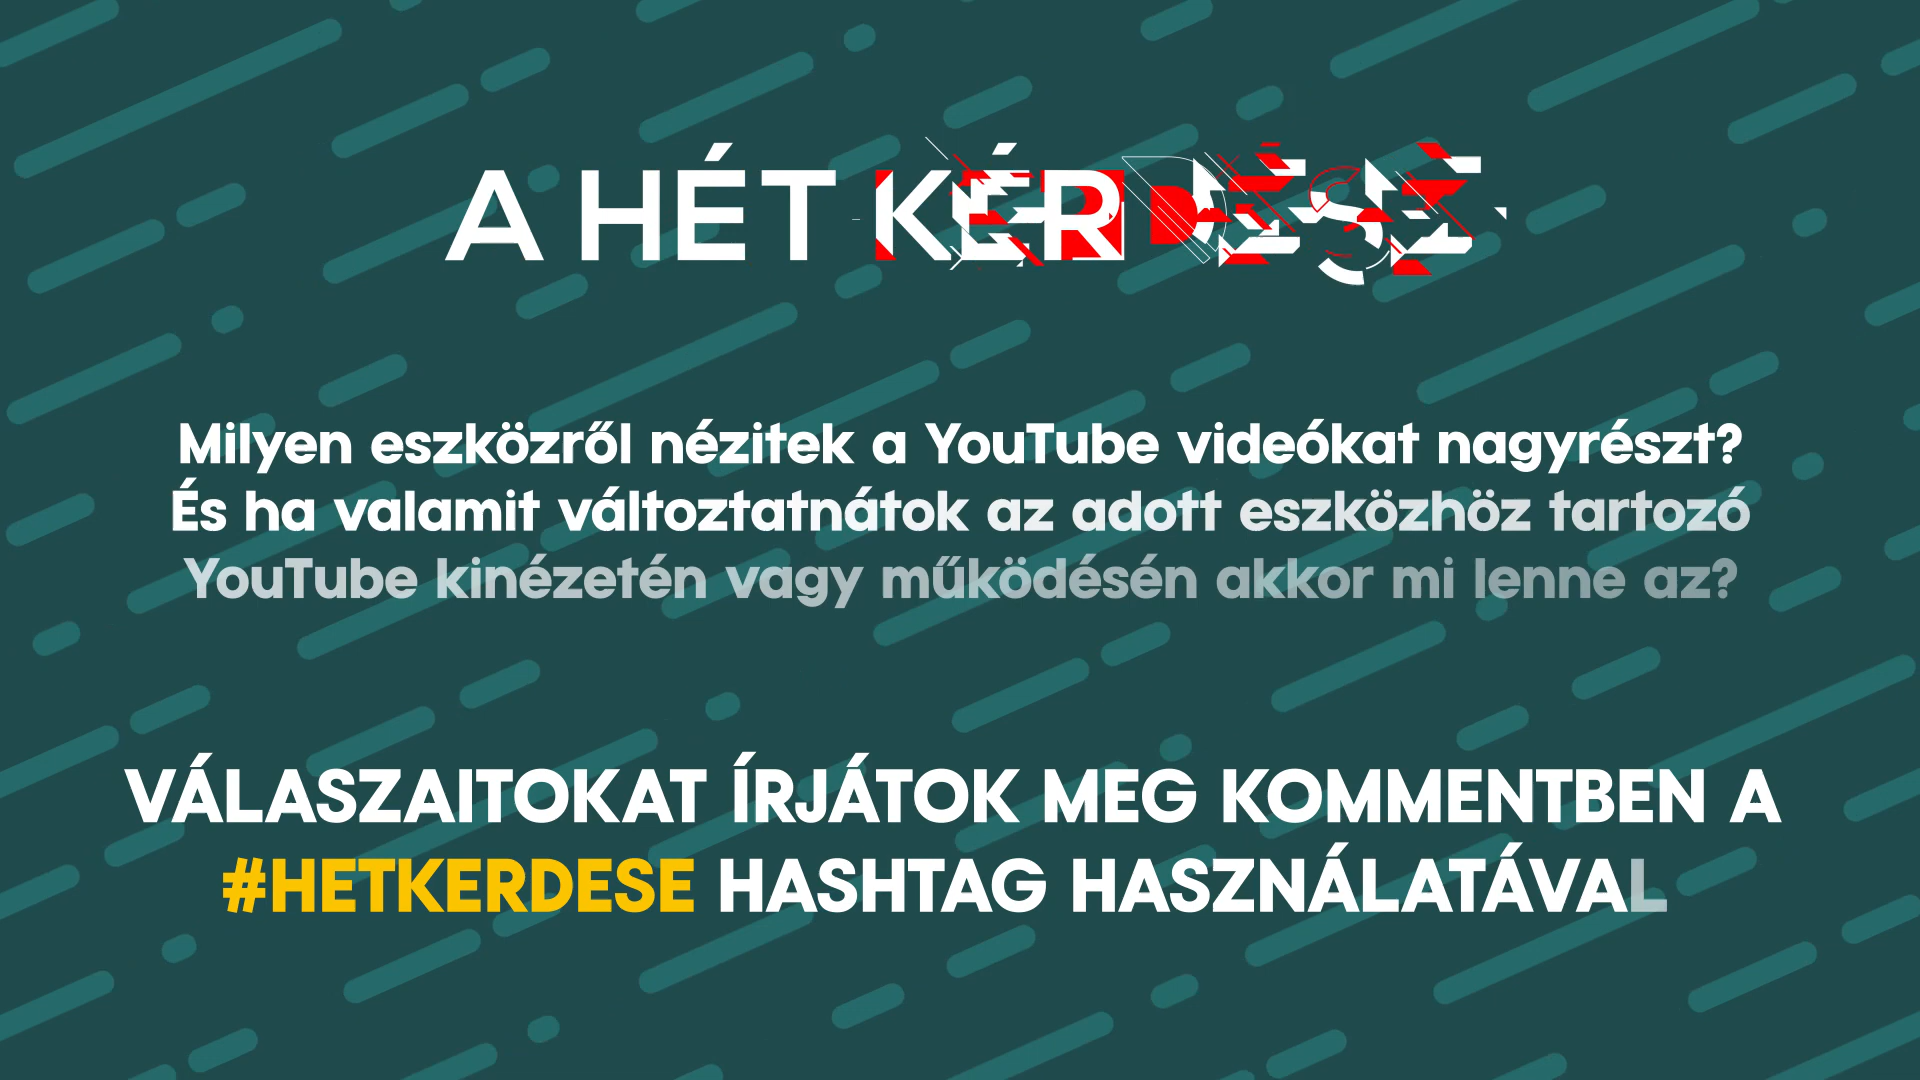 A HÉT KÉRDÉSE
Milyen eszközről nézitek a YouTube videókat nagyrészt?
És ha valamit változtatnátok az adott eszközhöz tartozó
YouTube kinézetén vagy működésén akkor mi lenne az?
VÁLASZAITOKAT ÍRJÁTOK MEG KOMMENTBEN A
#HETKERDESE HASHTAG HASZNÁLATÁVAL